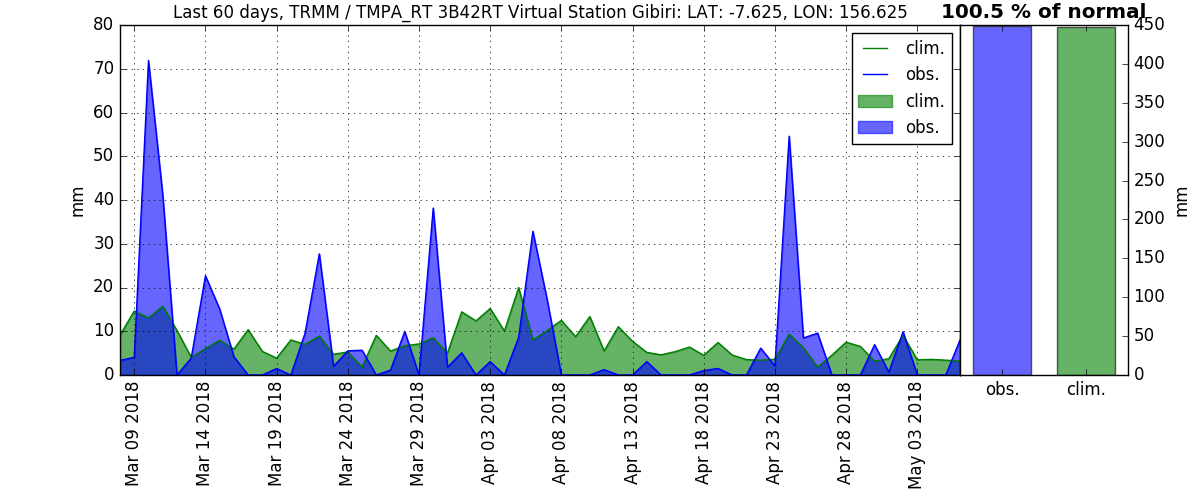 Last 60 days, TRMM / TMPA_RT 3B42RT Virtual Station Gibiri: LAT: -7.625, LON: 156.625
100.5 % of normal
80
70
60
50
40
30
20
10
0
mm
clim.
obs.
clim.
obs.
450
400
350
300
250
200
150
100
50
0
mm
obs.
clim.
Mar 09 2018
Mar 14 2018
Mar 19 2018
Mar 24 2018
Mar 29 2018
Apr 03 2018
Apr 08 2018
Apr 13 2018
Apr 18 2018
Apr 23 2018
Apr 28 2018
May 03 2018